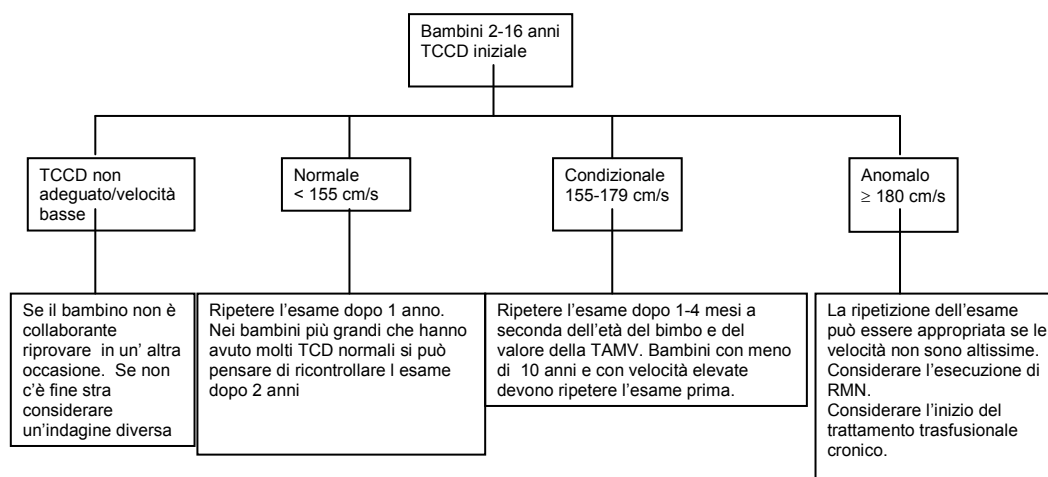 Bambini 2-16 anni
TCCD iniziale
TCCD non
adeguato/velocità
basse
Normale
< 155 cm/s
Condizionale
155-179 cm/s
Anomalo
≥ 180 cm/s
Se il bambino non è
collaborante
riprovare in un’ altra
occasione. Se non
c’è fine stra
considerare
un’indagine diversa
Ripetere l’esame dopo 1 anno.
Nei bambini più grandi che hanno
avuto molti TCD normali si può
pensare di ricontrollare l esame
dopo 2 anni
Ripetere l’esame dopo 1-4 mesi a
seconda dell’età del bimbo e del
valore della TAMV. Bambini con meno
di 10 anni e con velocità elevate
devono ripetere l’esame prima.
La ripetizione dell’esame
può essere appropriata se le
velocità non sono altissime.
Considerare l’esecuzione di
RMN.
Considerare l’inizio del
trattamento trasfusionale
cronico.